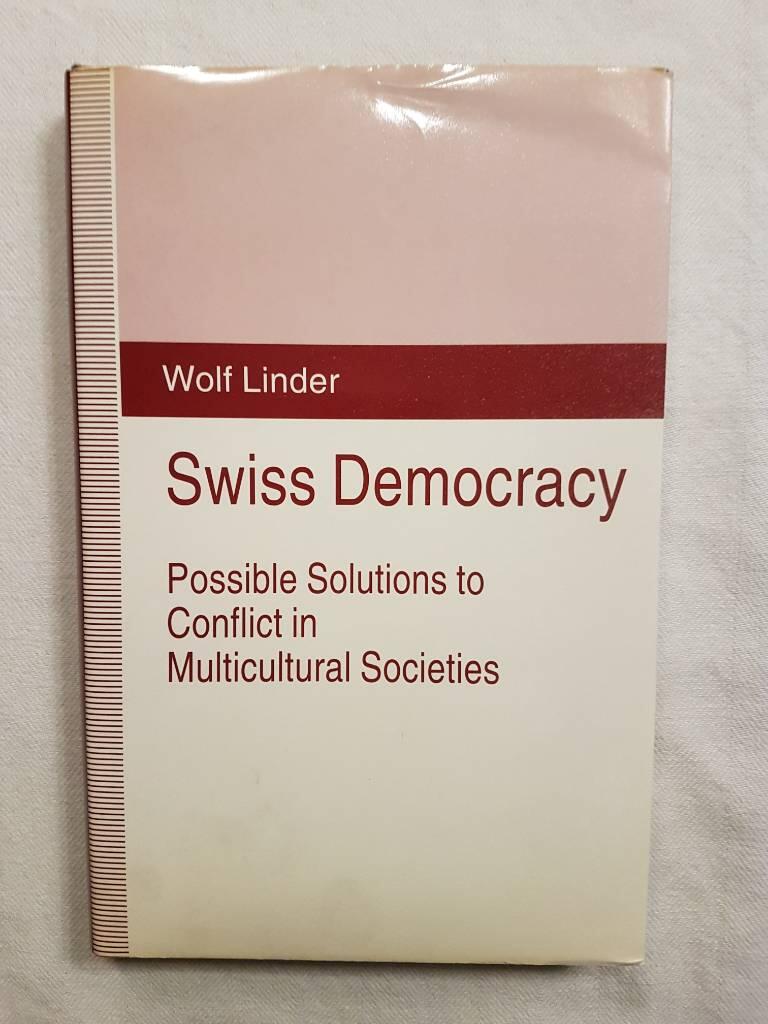 Wolf Linder
Swiss Democracy
Possible Solutions to
Conflict in
Multicultural Societies